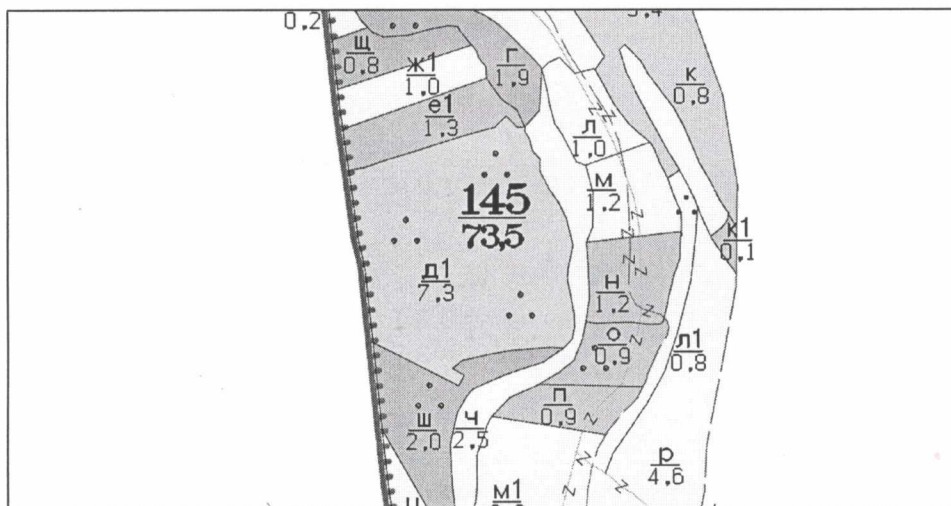 0,2
щ
0,8
ж1
1,0
г
1,9
е1
1,3
к
0,8
л
1,0
м
1,2
145
73,5
к1
0,1
д1
7,3
н
1,2
о
0,9
л1
0,8
п
0,9
ш
2,0
ч
2,5
р
4,6
м1